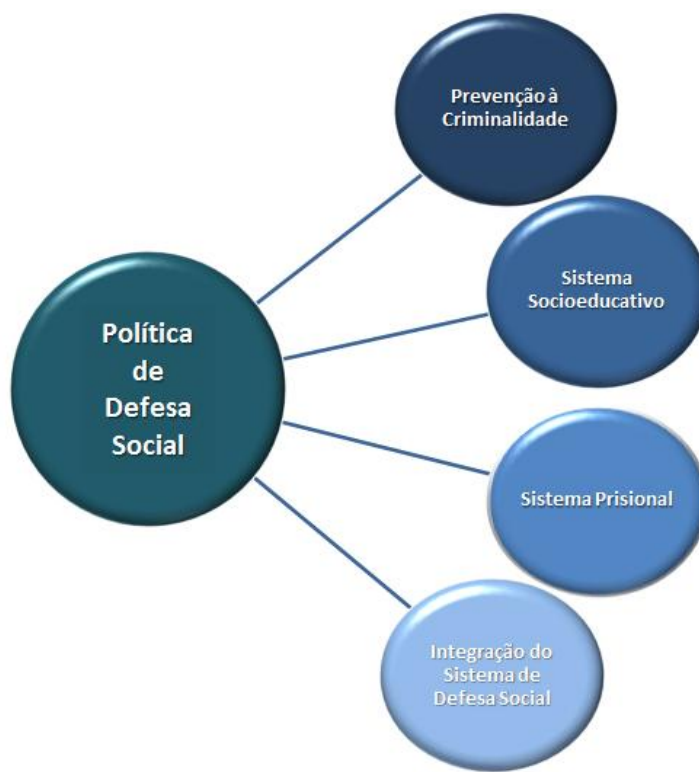 Prevenção à
Criminalidade
Sistema
Socioeducativo
Política
de
Defesa
Social
Sistema Prisional
Integração do
Sistema de
Defesa Social